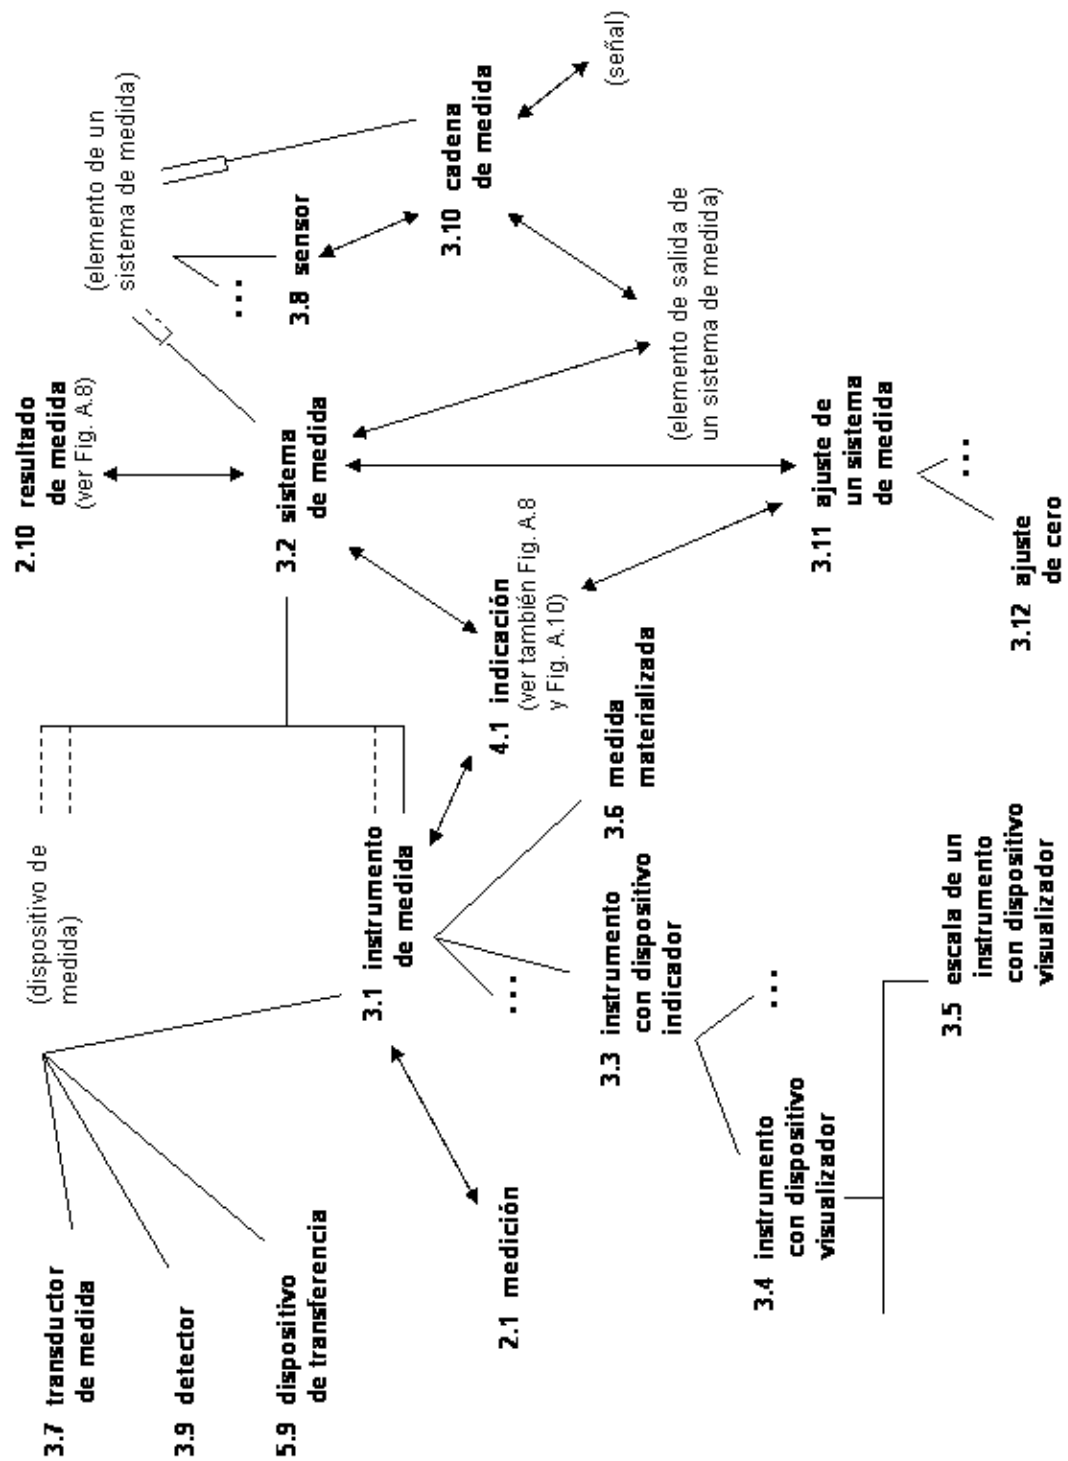 2.10 resultado
de medida
(ver Fig. A.8)
(elemento de un
sistema de medida)
(dispositivo de
medida)
3.2 sistema
de medida
3.8 sensor
...
3.7 transductor
de medida
3.9 detector
5.9 dispositivo
de transferencia
3.1 instrumento
de medida
3.10 cadena
de medida
2.1 medición
...
4.1 indicación
(ver también Fig. A.8
y Fig. A.10)
(señal)
3.3 instrumento
con dispositivo
indicador
3.6 medida
materializada
(elemento de salida de
un sistema de medida)
3.4 instrumento
con dispositivo
visualizador
...
3.11 ajuste de
un sistema
de medida
3.5 escala de un
instrumento
con dispositivo
visualizador
3.12 ajuste
de cero
...